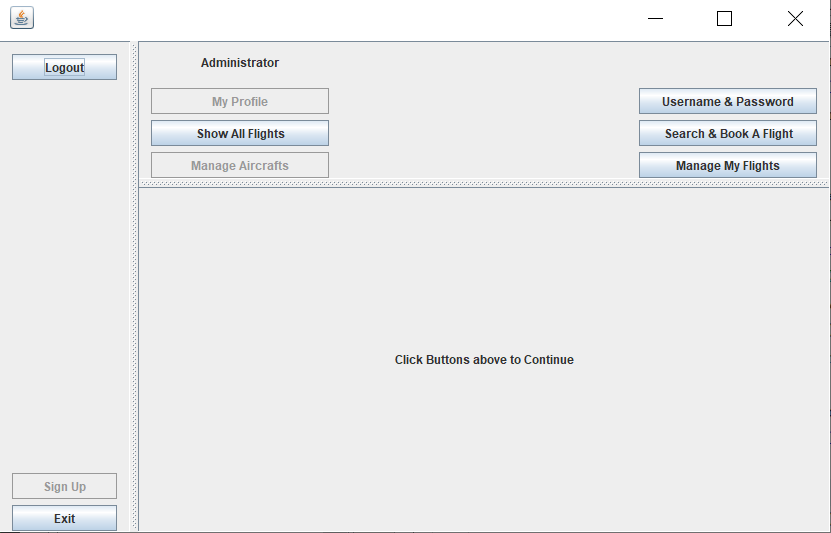 Logout
Administrator
My Profile
Username & Password
Show All Flights
Search & Book A Flight
Manage Aircrafts
Manage My Flights
Click Buttons above to Continue
Sign Up
Exit